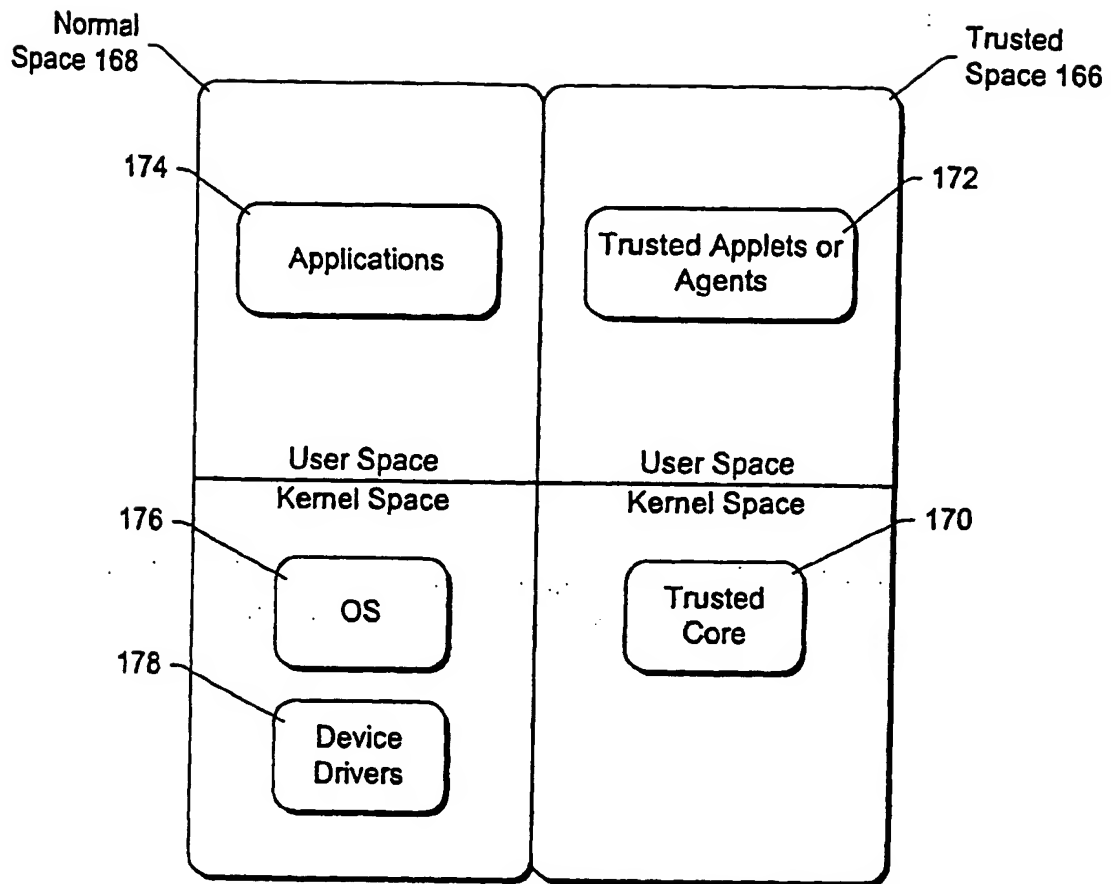 Normal
Space 168
Trusted
Space 166
174
172
Applications
Trusted Applets or
Agents
User Space
User Space
Kernel Space
Kernel Space
176
170
OS
Trusted
Core
178
Device
Drivers